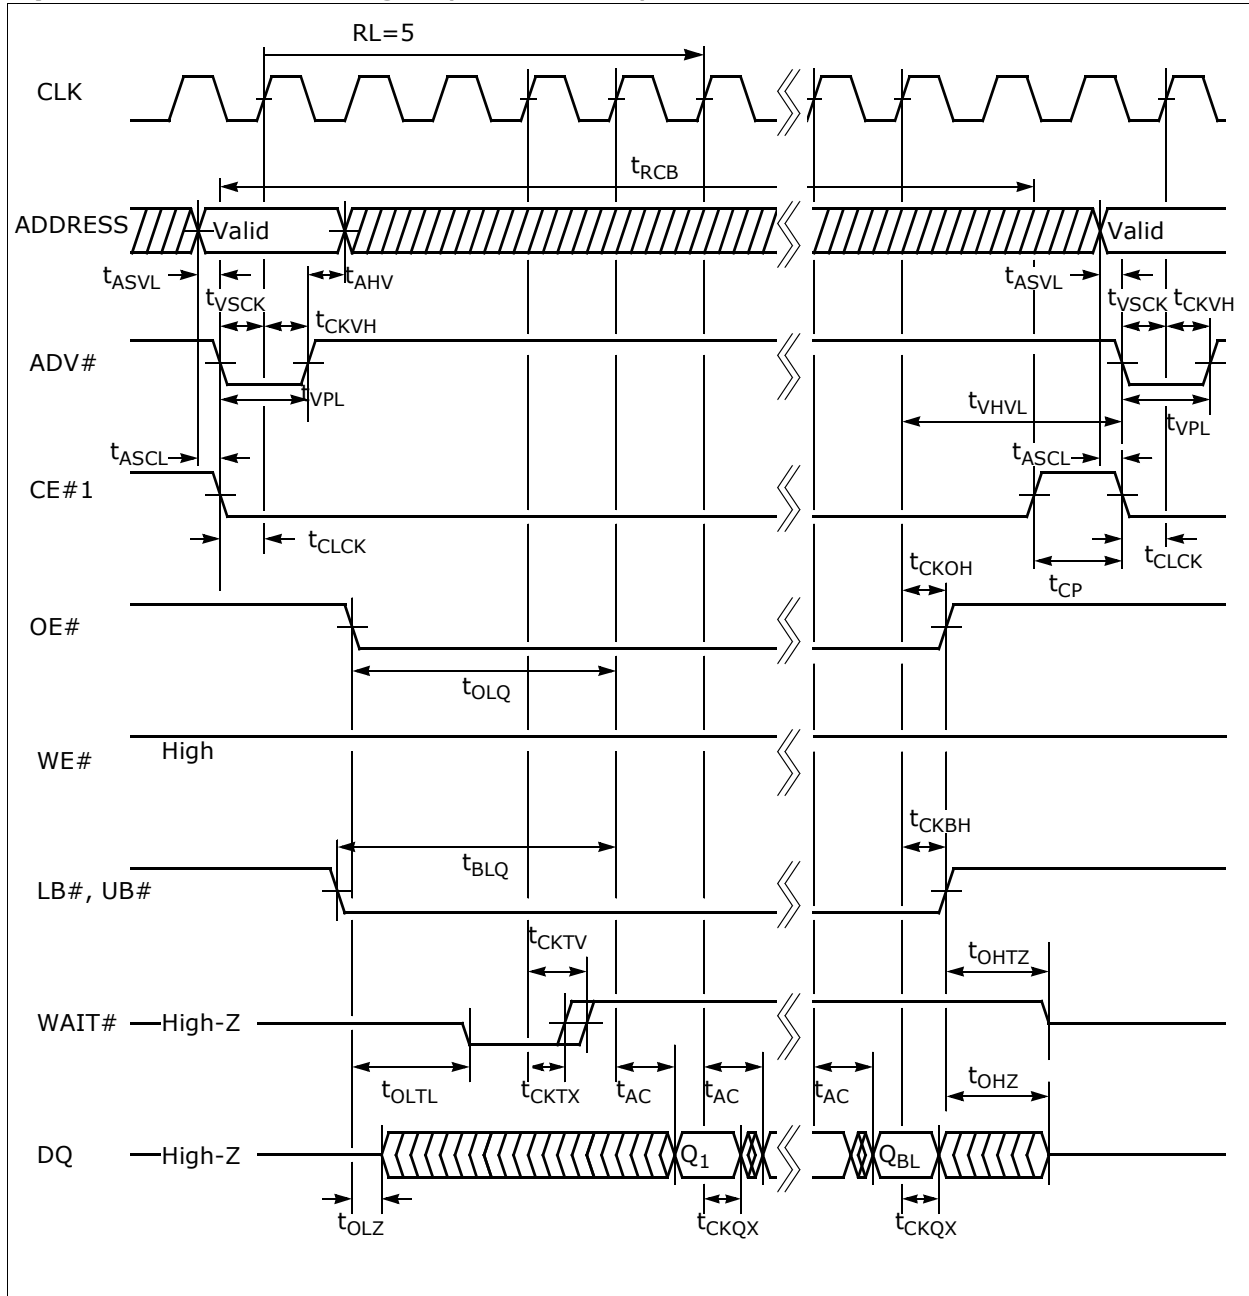 RL=5
CLK
tRCB
ADDRESS
Valid
Valid
tASVL
tAHV
tASVL
tVSCK
tVSCK
tCKVH
tCKVH
ADV#
tVPL
tVHVL
tVPL
tASCL
tASCL
CE#1
tCLCK
tCKOH
tCLCK
tCP
OE#
tOLQ
High
WE#
tCKBH
tBLQ
LB#, UB#
tCKTV
tOHTZ
WAIT#
High-Z
tOLTL
tCKTX
tAC
tAC
tAC
tOHZ
DQ
High-Z
Q1
QBL
tOLZ
tCKQX
tCKQX